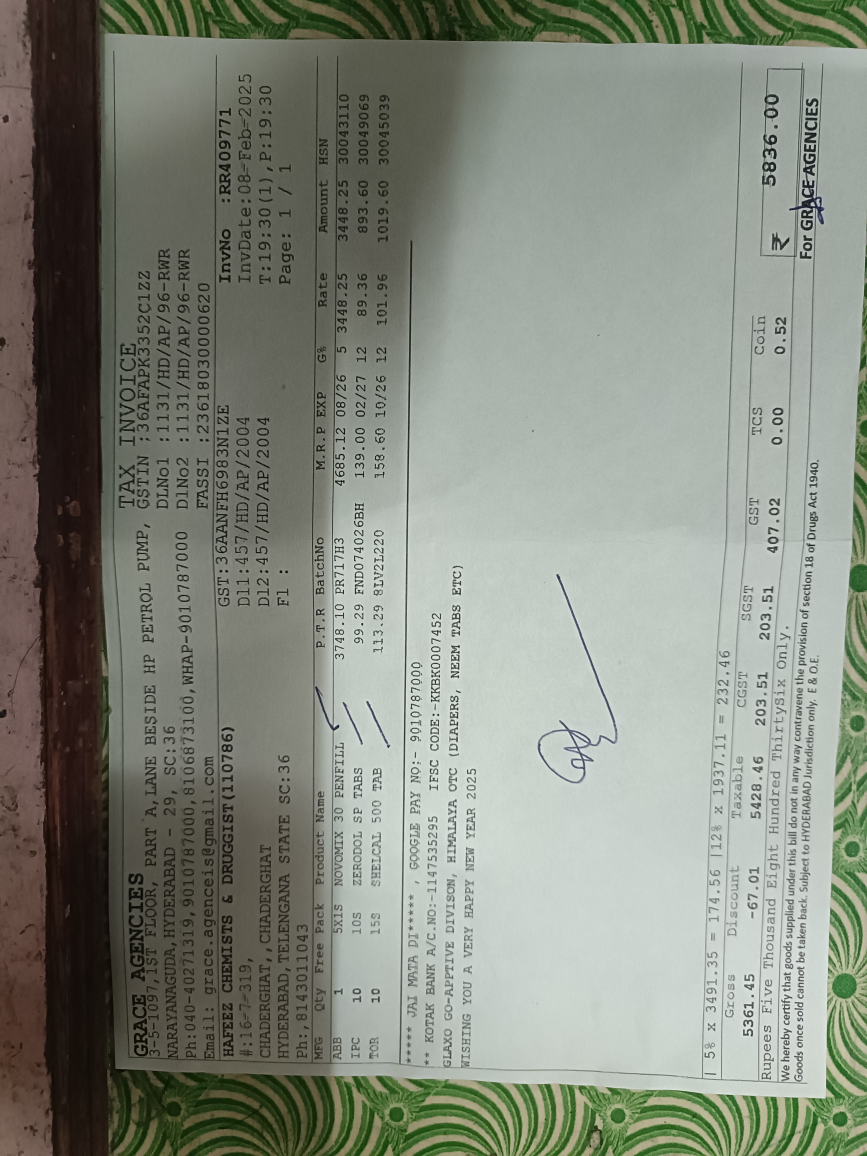 TAX INVOICE
GRACE AGENCIES
3-5-1097,1ST FLOOR, PART A,LANE BESIDE HP PETROL PUMP, GSTIN :36AFAPK3352C1ZZ
NARAYANAGUDA,HYDERABAD - 29, SC:36 DLNo1 :1131/HD/AP/96-RWR
Ph:040-40271319,9010787000,8106873100,WHAP-9010787000 DlNo2 :1131/HD/AP/96-RWR
Email: grace.agenceis@gmail.com FASSI :23618030000620
HAFEEZ CHEMISTS & DRUGGIST(110786) GST:36AANFH6983N1ZE InvNo :RR409771
#:16-7-319, Dl1:457/HD/AP/2004 InvDate:08-Feb-2025
CHADERGHAT,,CHADERGHAT Dl2:457/HD/AP/2004 T:19:30(1),P:19:30
HYDERABAD,TELENGANA STATE SC:36 Fl : Page: 1 / 1
Ph:,8143011043
MFG Qty Free Pack Product Name P.T.R BatchNo M.R.P EXP G% Rate Amount HSN
ABB 1 5X1S NOVOMIX 30 PENFILL 3748.10 PR717H3 4685.12 08/26 5 3448.25 3448.25 30043110
IPC 10 10S ZERODOL SP TABS 99.29 FND074026BH 139.00 02/27 12 89.36 893.60 30049069
TOR 10 15S SHELCAL 500 TAB 113.29 8LV2L220 158.60 10/26 12 101.96 1019.60 30045039
***** JAI MATA DI***** , GOOGLE PAY NO:- 9010787000
** KOTAK BANK A/C.NO:-1147535295 IFSC CODE:-KKBK0007452
GLAXO GO-APPTIVE DIVISON, HIMALAYA OTC (DIAPERS, NEEM TABS ETC)
WISHING YOU A VERY HAPPY NEW YEAR 2025
| 5% x 3491.35 = 174.56 |12% x 1937.11 = 232.46
Gross Discount Taxable CGST SGST GST TCS Coin
5361.45 -67.01 5428.46 203.51 203.51 407.02 0.00 0.52 ₹ 5836.00
Rupees Five Thousand Eight Hundred ThirtySix Only.
We hereby certify that goods supplied under this bill do not in any way contravene the provision of section 18 of Drugs Act 1940.
Goods once sold cannot be taken back. Subject to HYDERABAD Jurisdiction only. E & O.E. For GRACE AGENCIES